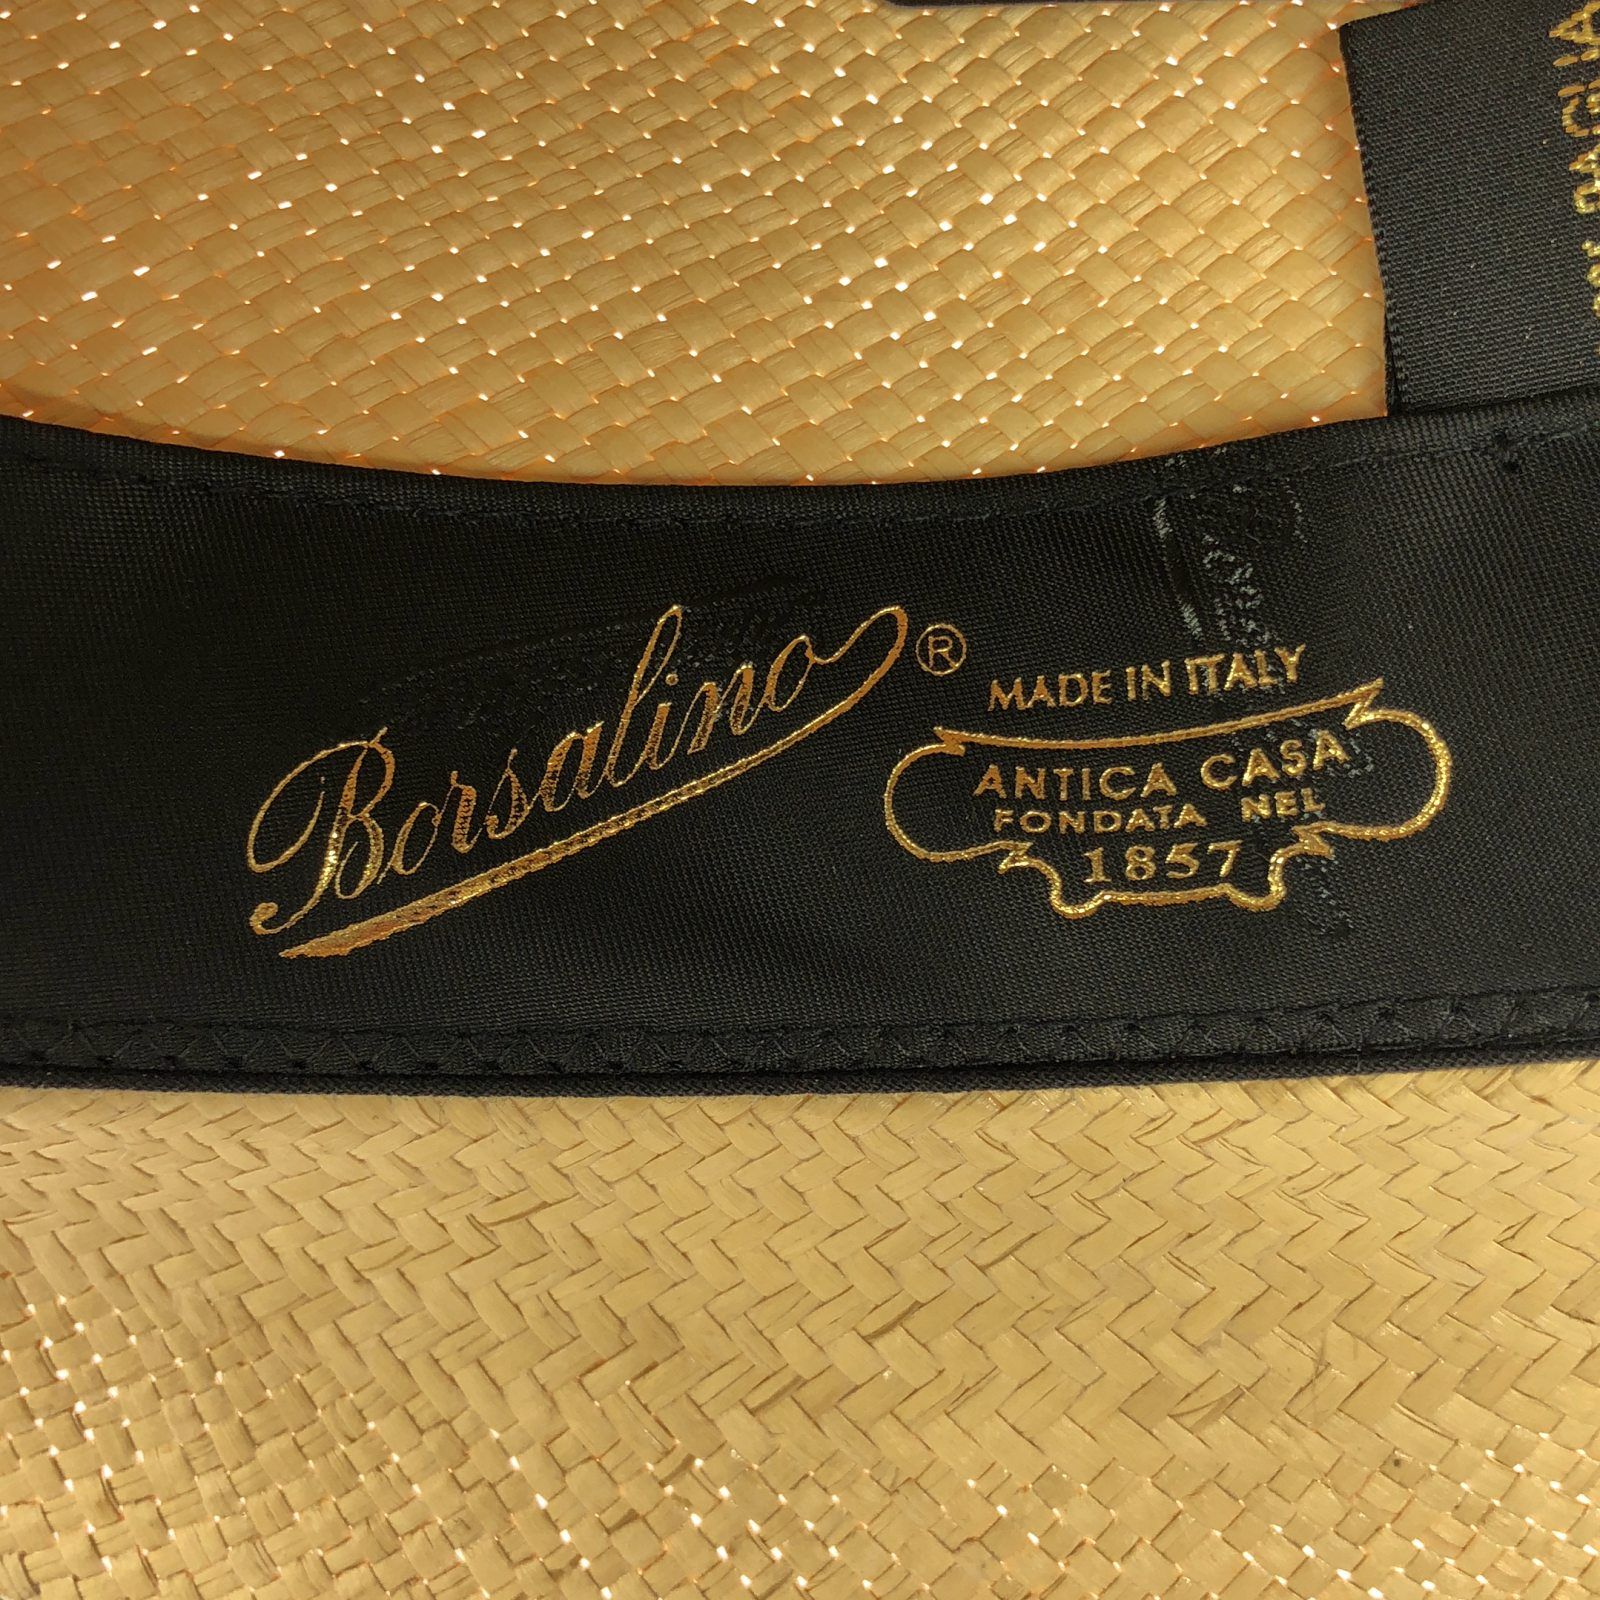 Borsalino®
MADE IN ITALY
ANTICA CASA
FONDATA NEL
1857